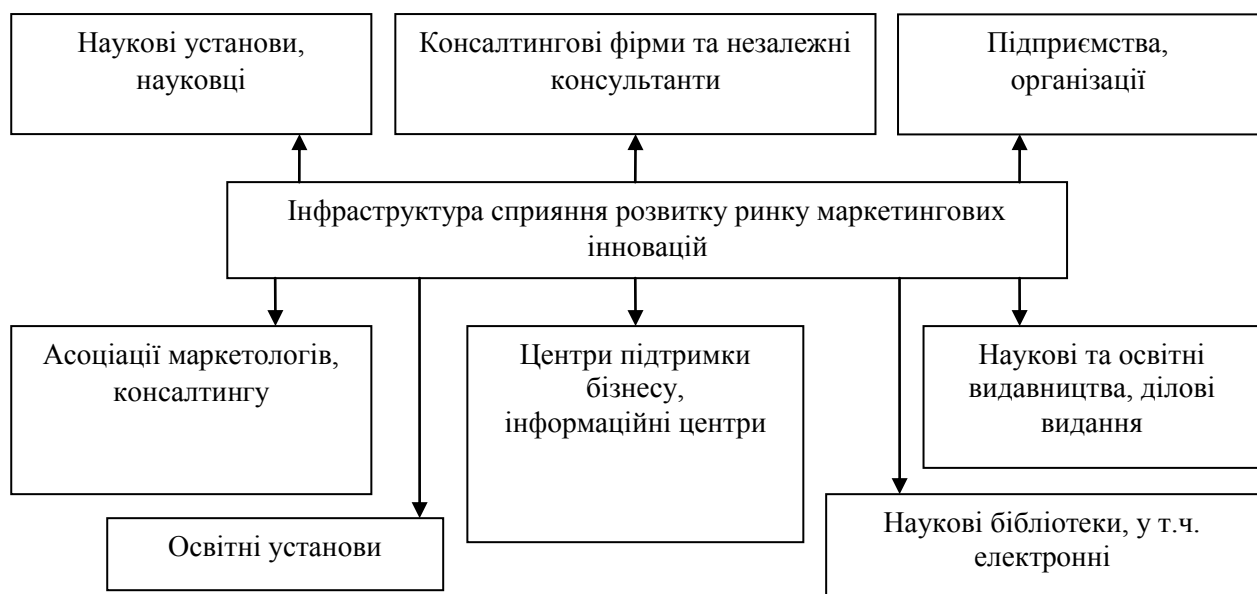 Наукові установи,
науковці
Консалтингові фірми та незалежні
консультанти
Підприємства,
організації
Інфраструктура сприяння розвитку ринку маркетингових
інновацій
Асоціації маркетологів,
консалтингу
Центри підтримки
бізнесу,
інформаційні центри
Наукові та освітні
видавництва, ділові
видання
Освітні установи
Наукові бібліотеки, у т.ч.
електронні